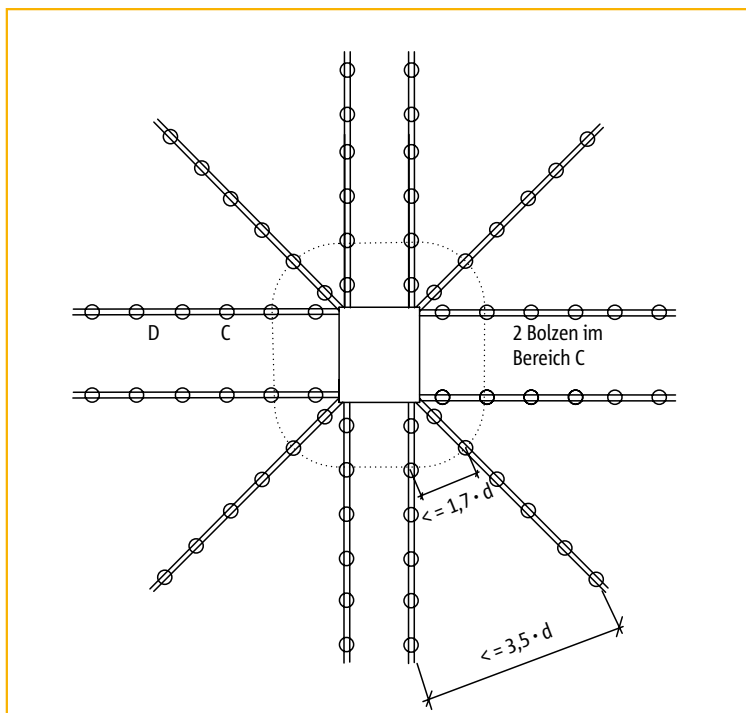 D
C
2 Bolzen im
Bereich C
<= 1,7 • d
<= 3,5 • d